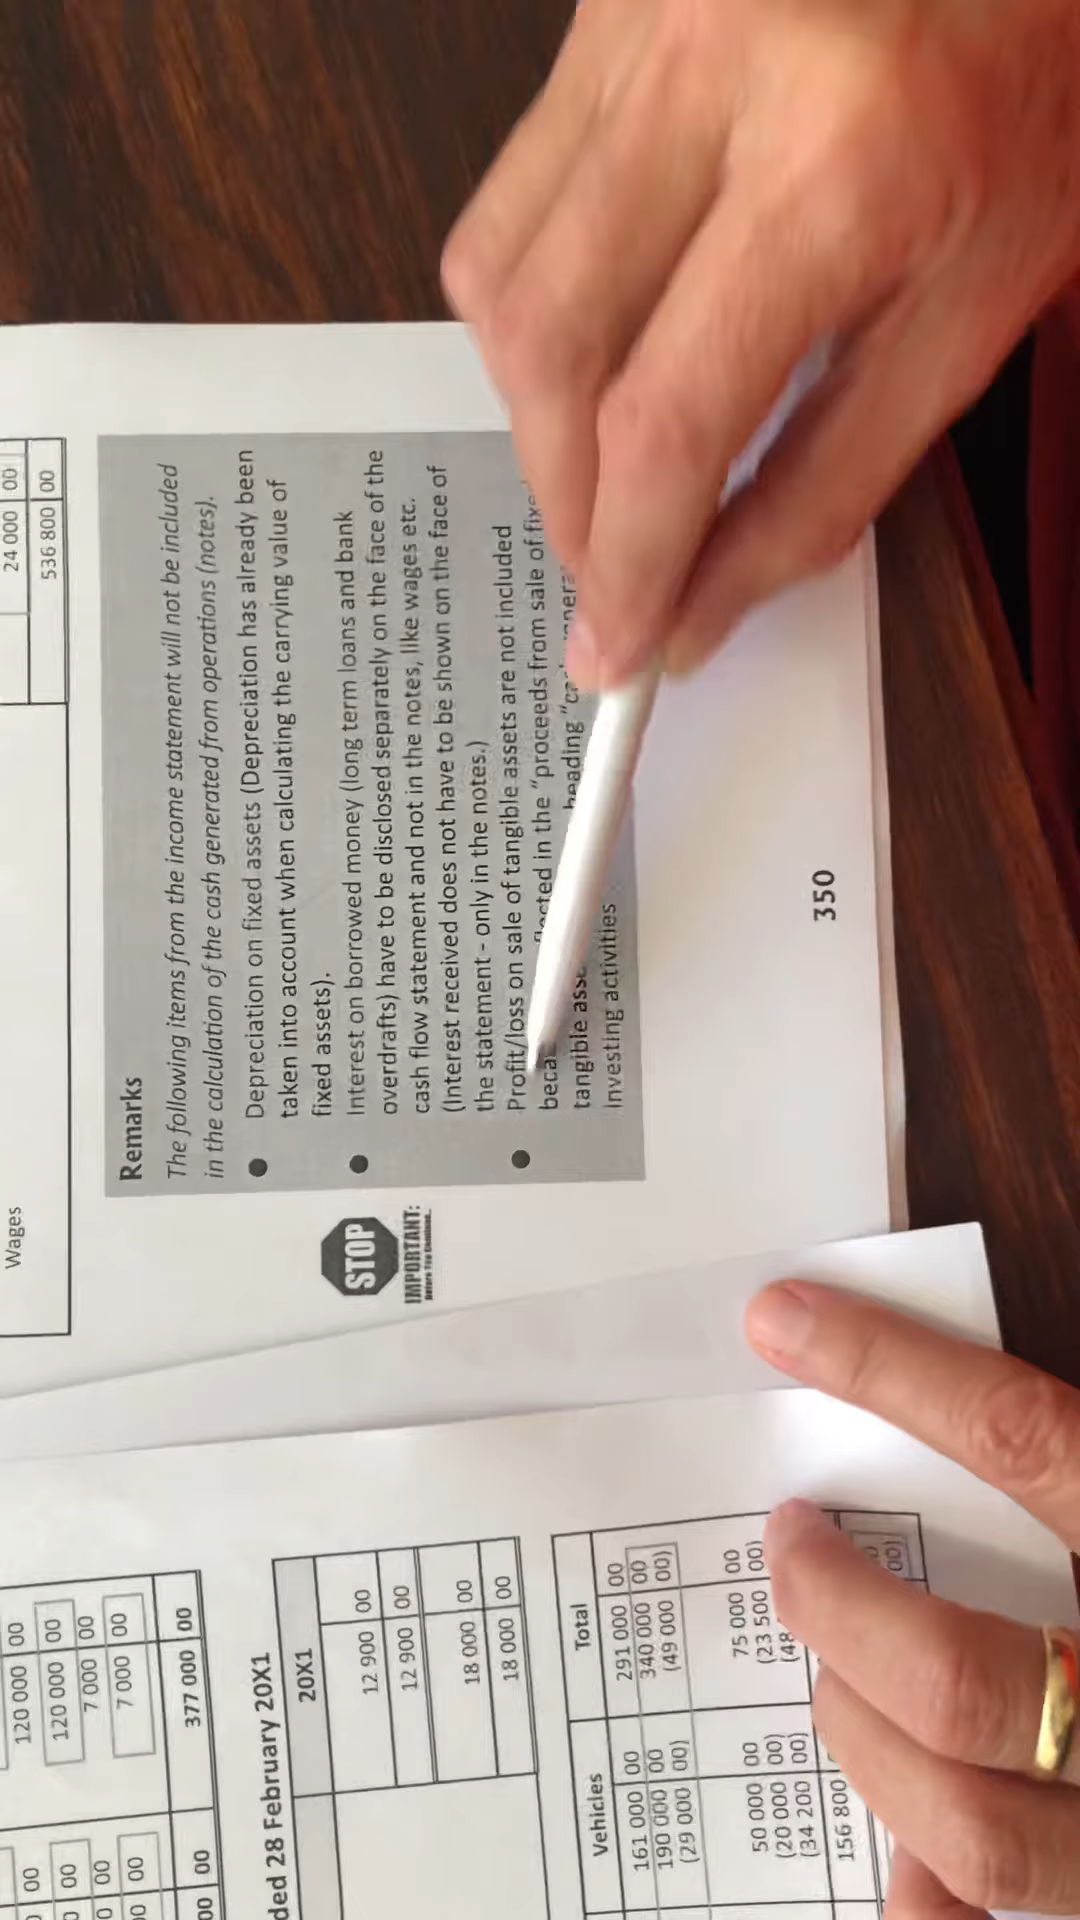 24 000 00
536 800 00
Wages
Remarks
The following items from the income statement will not be included
in the calculation of the cash generated from operations (notes).
● Depreciation on fixed assets (Depreciation has already been
taken into account when calculating the carrying value of
fixed assets).
● Interest on borrowed money (long term loans and bank
overdrafts) have to be disclosed separately on the face of the
cash flow statement and not in the notes, like wages etc.
(Interest received does not have to be shown on the face of
the statement - only in the notes.)
● Profit/loss on sale of tangible assets are not included
in the "proceeds from sale of
tangible heading
investing activities
STOP
IMPORTANT:
350
120 000 00
00 120 000 00
00 7 000 00
00 7 000 00
00 377 000 00
28 February 20X1
20X1
12 900 00
12 900 00
18 000 00
18 000 00
Vehicles Total
161 000 00 291 000 00
190 000 00 340 000 00
(29 000 00) (49 000 00)
50 000 00 75 000 00
(20 000 00) (23 500 00)
(34 200 00)
156 800
00)